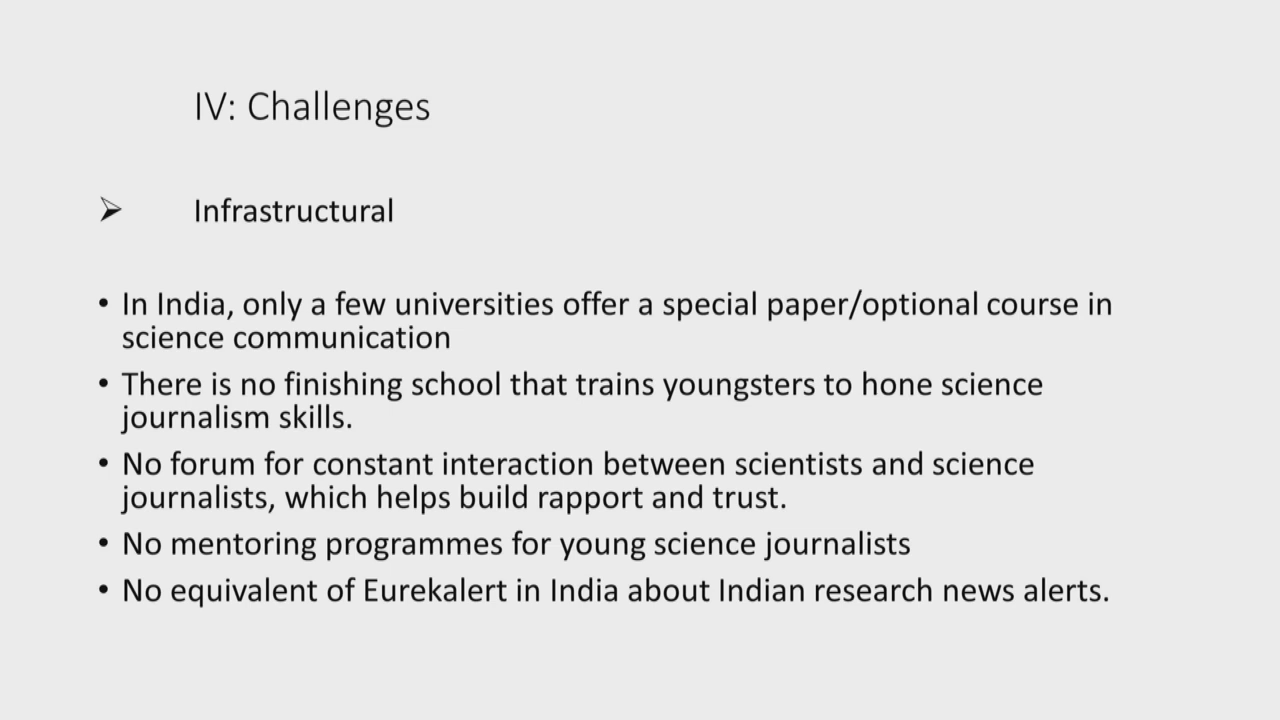 IV: Challenges
➢ Infrastructural
• In India, only a few universities offer a special paper/optional course in
science communication
• There is no finishing school that trains youngsters to hone science
journalism skills.
• No forum for constant interaction between scientists and science
journalists, which helps build rapport and trust.
• No mentoring programmes for young science journalists
• No equivalent of Eurekalert in India about Indian research news alerts.